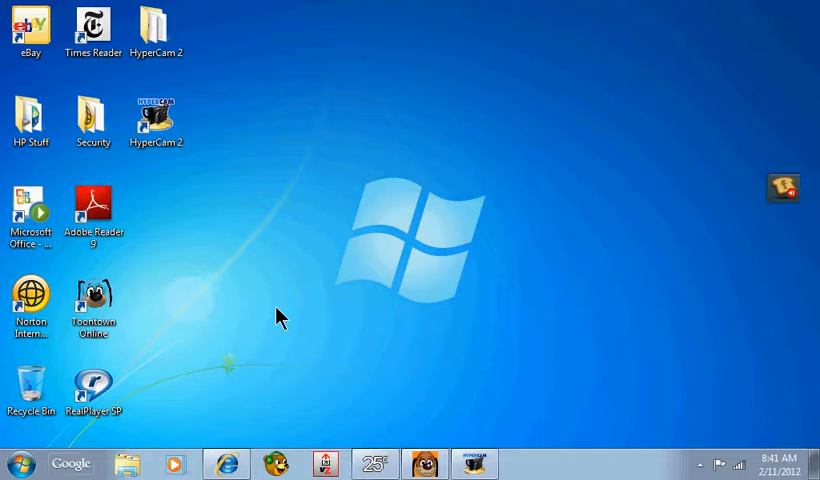 eBay
Times Reader
HyperCam 2
HP Stuff
Security
HYPERCAM
HyperCam 2
Microsoft
Office - ...
Adobe Reader
9
Norton
Intern...
Toontown
Online
Recycle Bin
RealPlayer SP
Google
25°
8:41 AM
2/11/2012